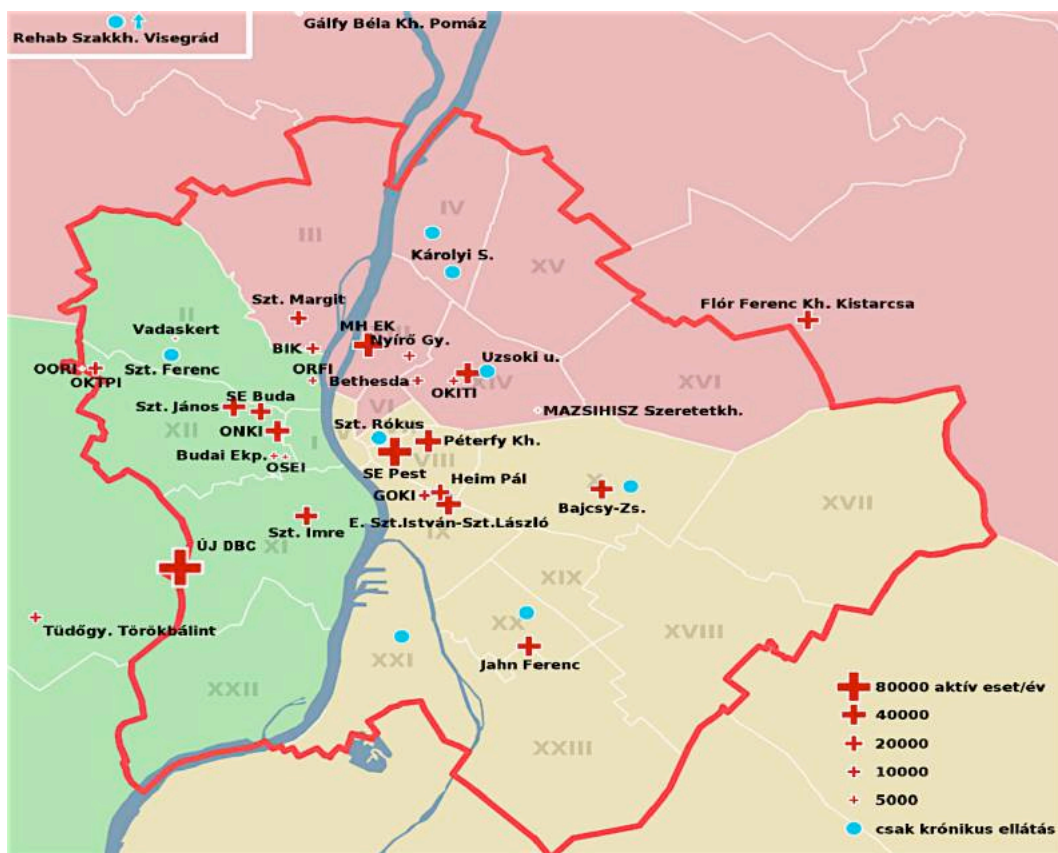 Rehab Szakkh. Visegrád
Gálfy Béla Kh. Pomáz
IV
III
Károlyi S.
XV
Szt. Margit
Flór Ferenc Kh. Kistarcsa
II
Vadaskert
MH EK
Nyírő Gy.
BIK
Uzsoki u.
OORI
OKTPI
Szt. Ferenc
ORFI
Bethesda
XIV
OKITI
XVI
SE Buda
Szt. János
MAZSIHISZ Szeretetkh.
VI
Szt. Rókus
XII
ONKI
I
V
Péterfy Kh.
Budai Ekp.
OSEI
SE Pest
VIII
Heim Pál
X
GOKI
Bajcsy-Zs.
XVII
E. Szt.István-Szt.László
Szt. Imre
IX
XI
ÚJ DBC
XIX
Tüdőgy. Törökbálint
XX
XVIII
XXI
Jahn Ferenc
XXII
XXIII
80000 aktív eset/év
40000
20000
10000
5000
csak krónikus ellátás